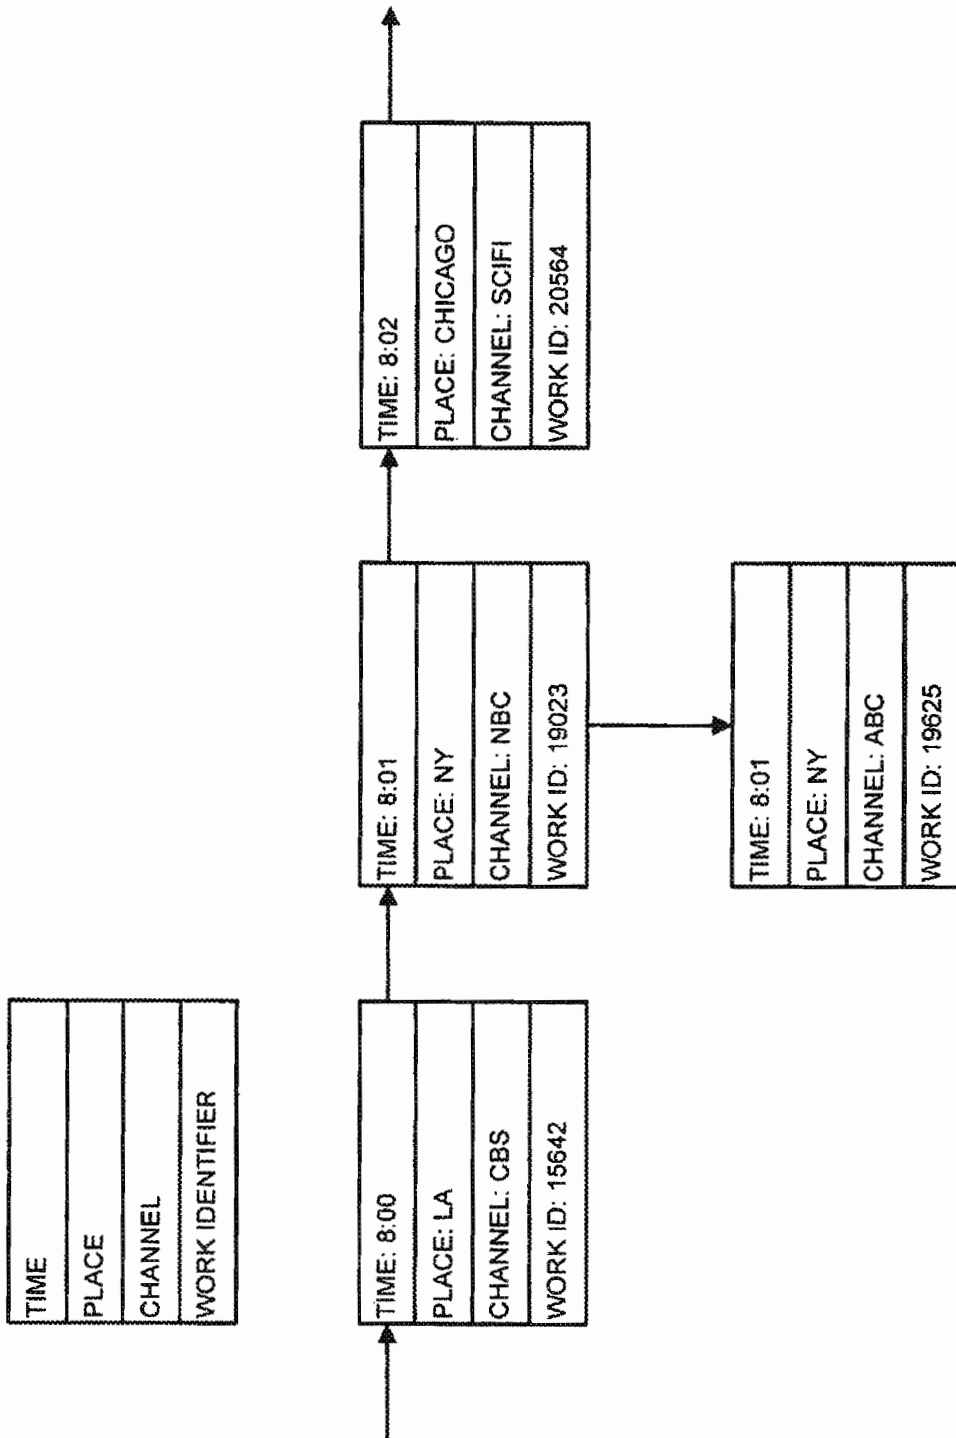 TIME
PLACE
CHANNEL
WORK IDENTIFIER
TIME: 8:00
PLACE: LA
CHANNEL: CBS
WORK ID: 15642
TIME: 8:01
PLACE: NY
CHANNEL: NBC
WORK ID: 19023
TIME: 8:02
PLACE: CHICAGO
CHANNEL: SCIFI
WORK ID: 20564
TIME: 8:01
PLACE: NY
CHANNEL: ABC
WORK ID: 19625